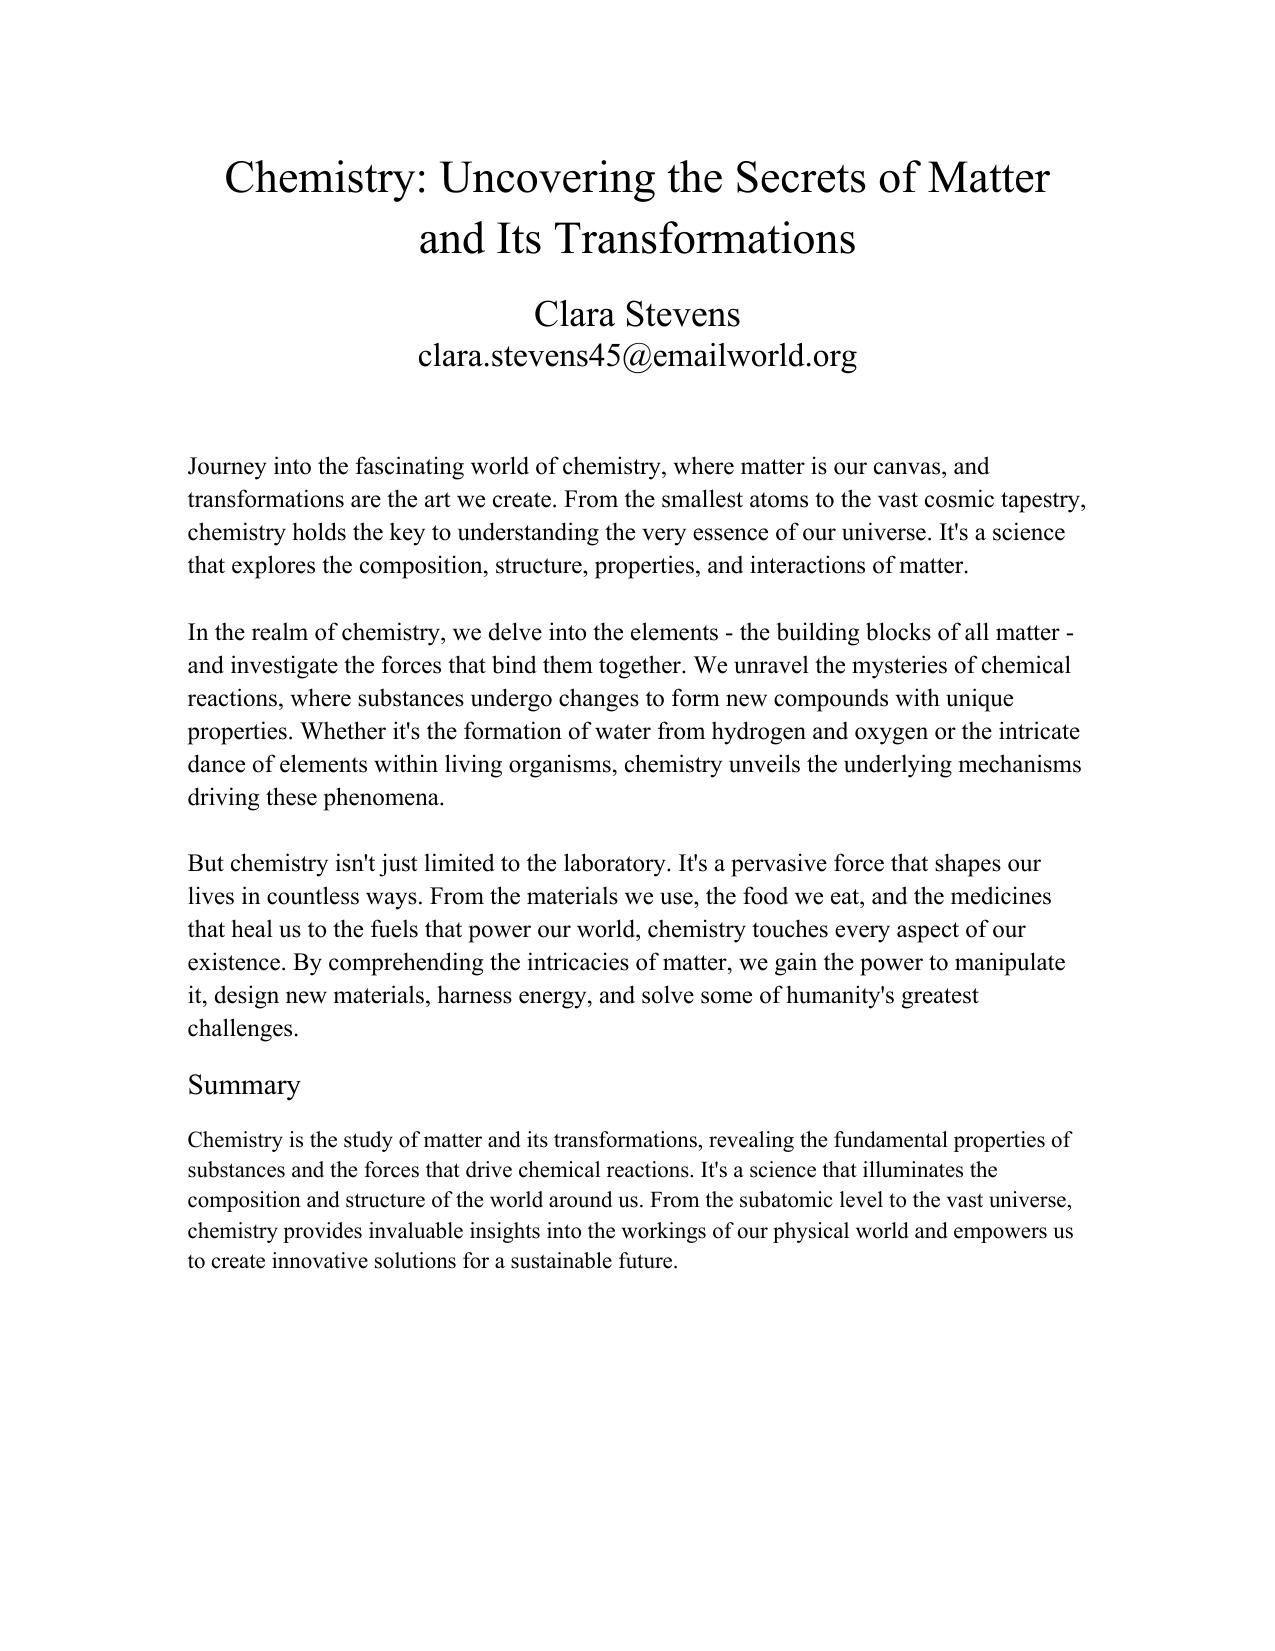 Chemistry: Uncovering the Secrets of Matter
and Its Transformations
Clara Stevens
clara.stevens45@emailworld.org
Journey into the fascinating world of chemistry, where matter is our canvas, and
transformations are the art we create. From the smallest atoms to the vast cosmic tapestry,
chemistry holds the key to understanding the very essence of our universe. It's a science
that explores the composition, structure, properties, and interactions of matter.
In the realm of chemistry, we delve into the elements - the building blocks of all matter -
and investigate the forces that bind them together. We unravel the mysteries of chemical
reactions, where substances undergo changes to form new compounds with unique
properties. Whether it's the formation of water from hydrogen and oxygen or the intricate
dance of elements within living organisms, chemistry unveils the underlying mechanisms
driving these phenomena.
But chemistry isn't just limited to the laboratory. It's a pervasive force that shapes our
lives in countless ways. From the materials we use, the food we eat, and the medicines
that heal us to the fuels that power our world, chemistry touches every aspect of our
existence. By comprehending the intricacies of matter, we gain the power to manipulate
it, design new materials, harness energy, and solve some of humanity's greatest
challenges.
Summary
Chemistry is the study of matter and its transformations, revealing the fundamental properties of
substances and the forces that drive chemical reactions. It's a science that illuminates the
composition and structure of the world around us. From the subatomic level to the vast universe,
chemistry provides invaluable insights into the workings of our physical world and empowers us
to create innovative solutions for a sustainable future.